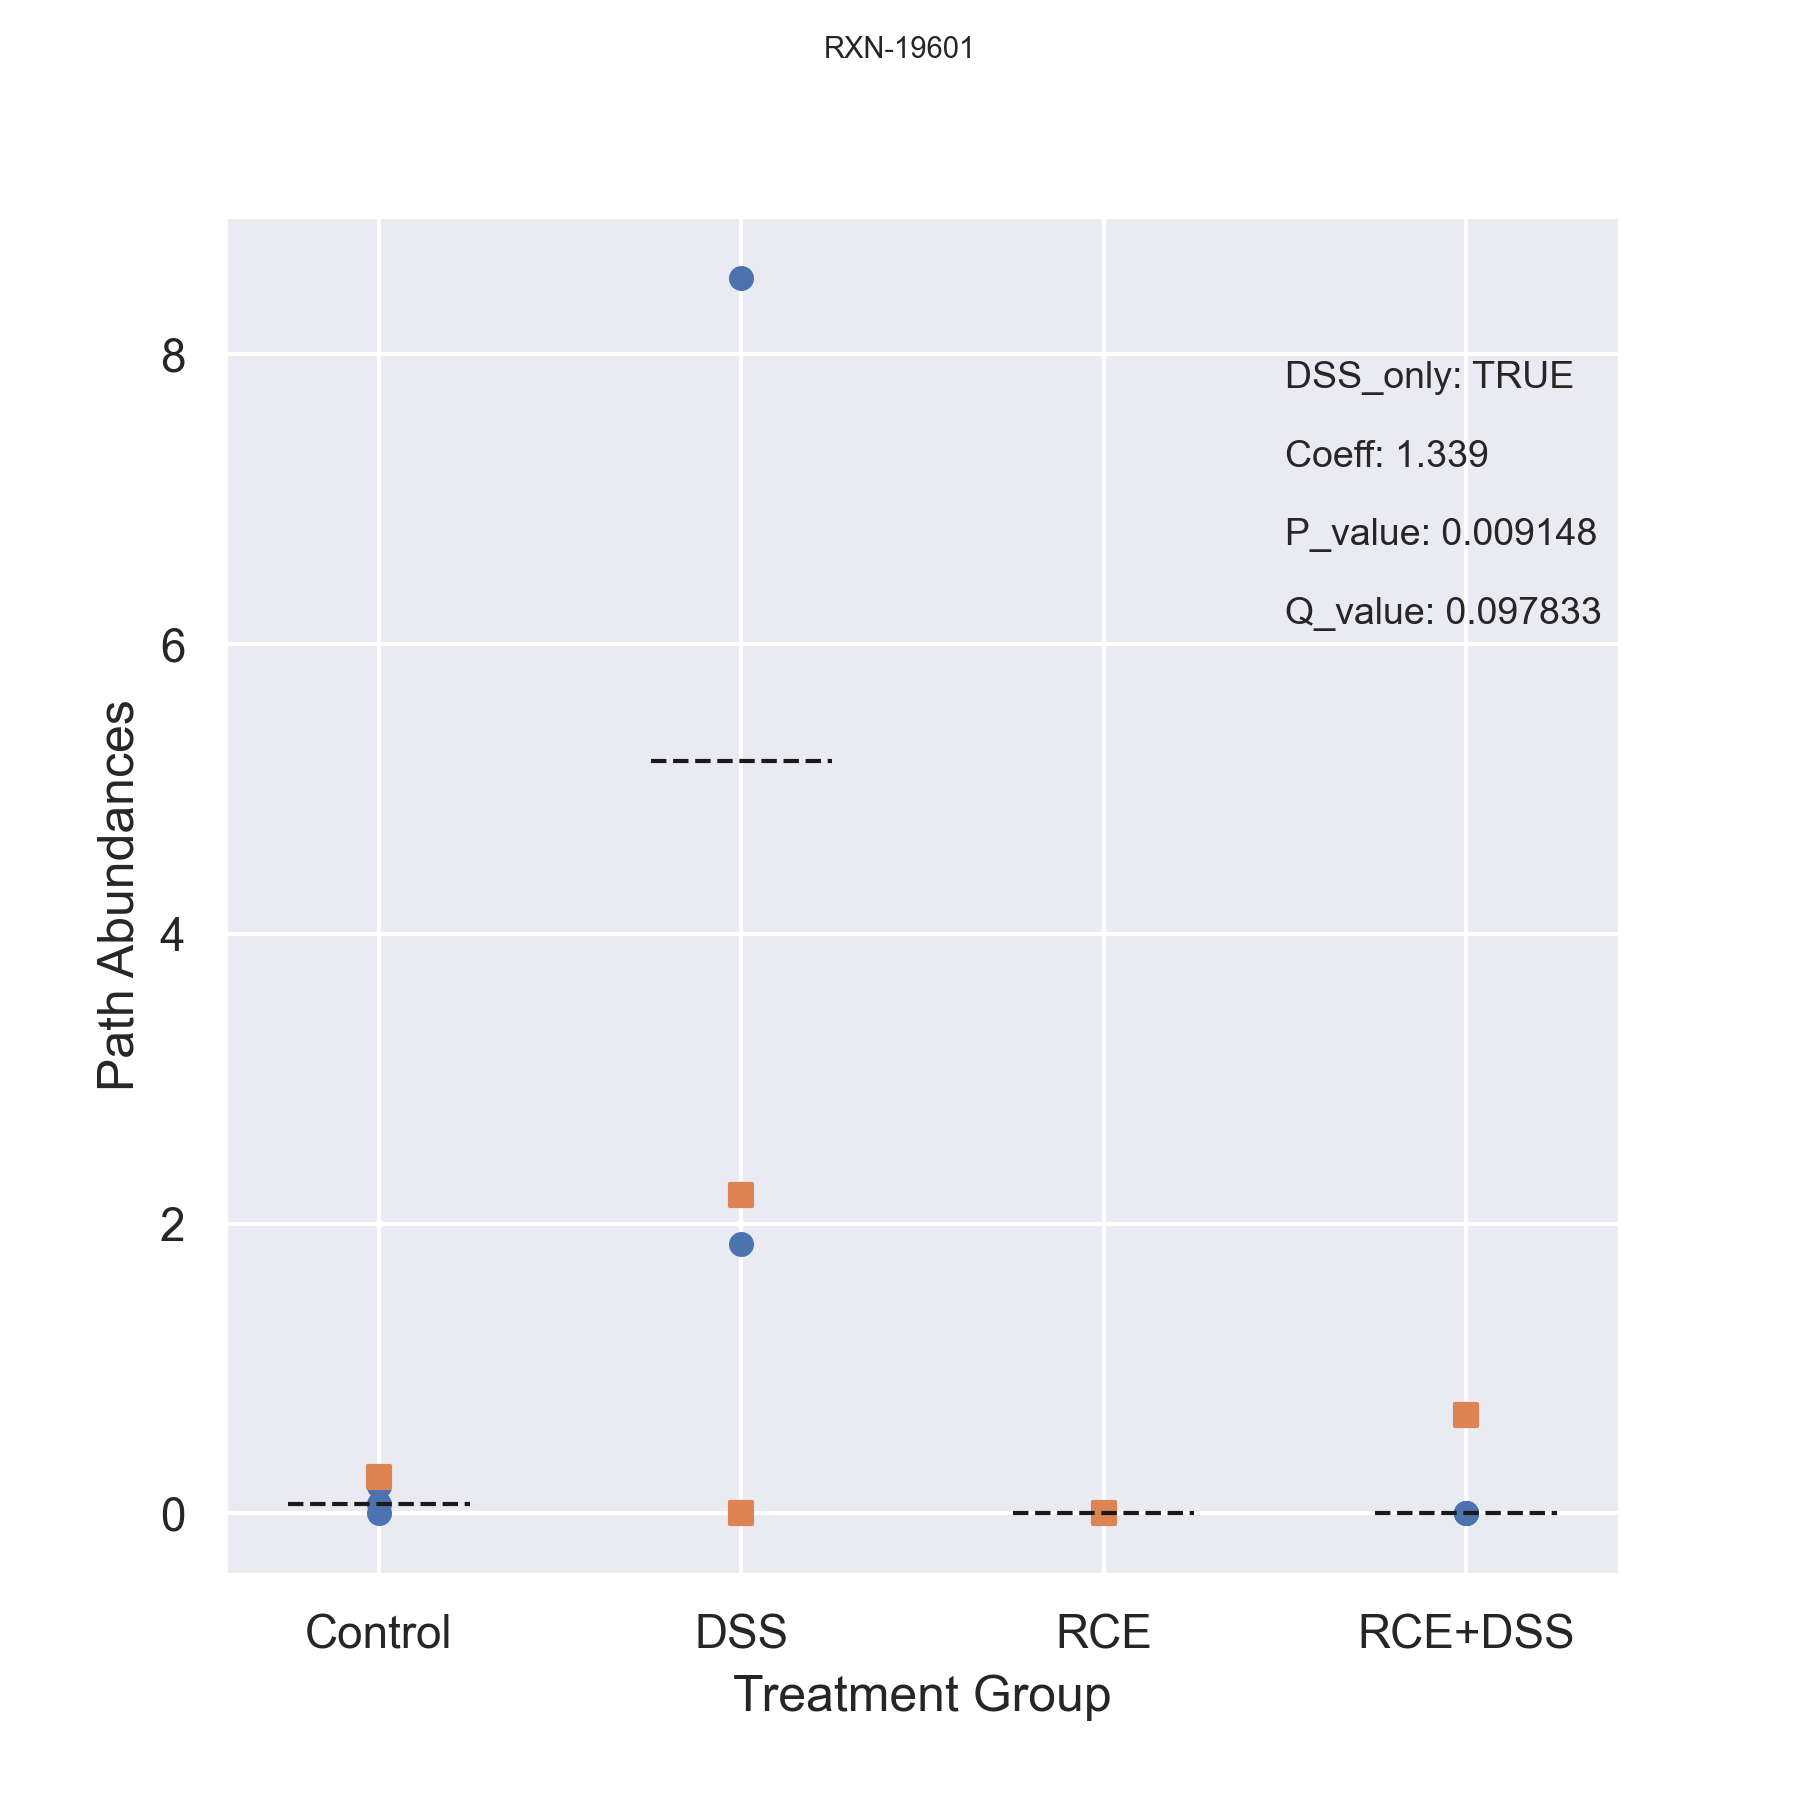 RXN-19601
8
6
4
2
0
Path Abundances
DSS_only: TRUE
Coeff: 1.339
P_value: 0.009148
Q_value: 0.097833
Control DSS RCE RCE+DSS
Treatment Group